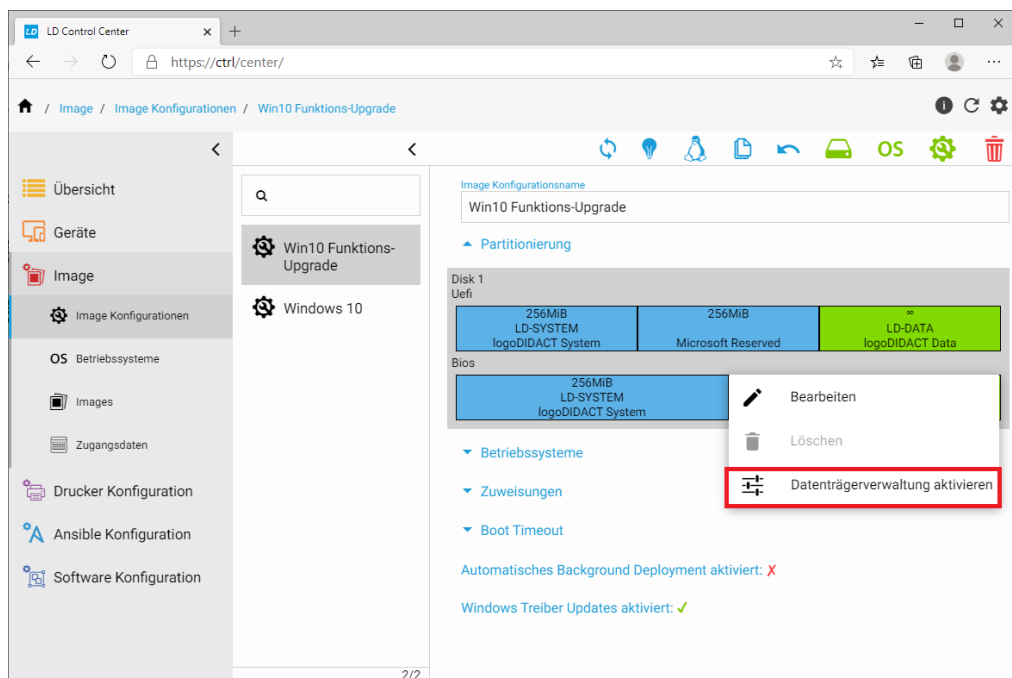 LD LD Control Center
https://ctrl/center/
/ Image / Image Konfigurationen / Win10 Funktions-Upgrade
OS
Übersicht
Geräte
Image
Image Konfigurationen
OS Betriebssysteme
Images
Zugangsdaten
Drucker Konfiguration
Ansible Konfiguration
Software Konfiguration
Win10 Funktions-
Upgrade
Windows 10
2/2
Image Konfigurationsname
Win10 Funktions-Upgrade
Partitionierung
Disk 1
Uefi
256MiB
LD-SYSTEM
logoDIDACT System
256MiB
Microsoft Reserved
∞
LD-DATA
logoDIDACT Data
Bios
256MiB
LD-SYSTEM
logoDIDACT System
Bearbeiten
Löschen
Datenträgerverwaltung aktivieren
Betriebssysteme
Zuweisungen
Boot Timeout
Automatisches Background Deployment aktiviert: ✗
Windows Treiber Updates aktiviert: ✓